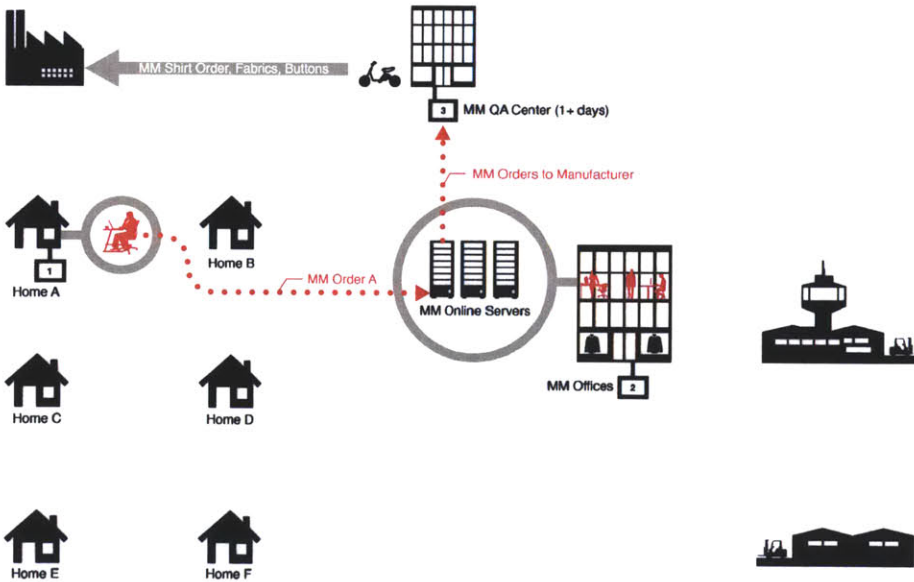 MM Shirt Order, Fabrics, Buttons
3
MM QA Center (1+ days)
MM Orders to Manufacturer
1
Home A
Home B
MM Order A
MM Online Servers
MM Offices
2
Home C
Home D
Home E
Home F